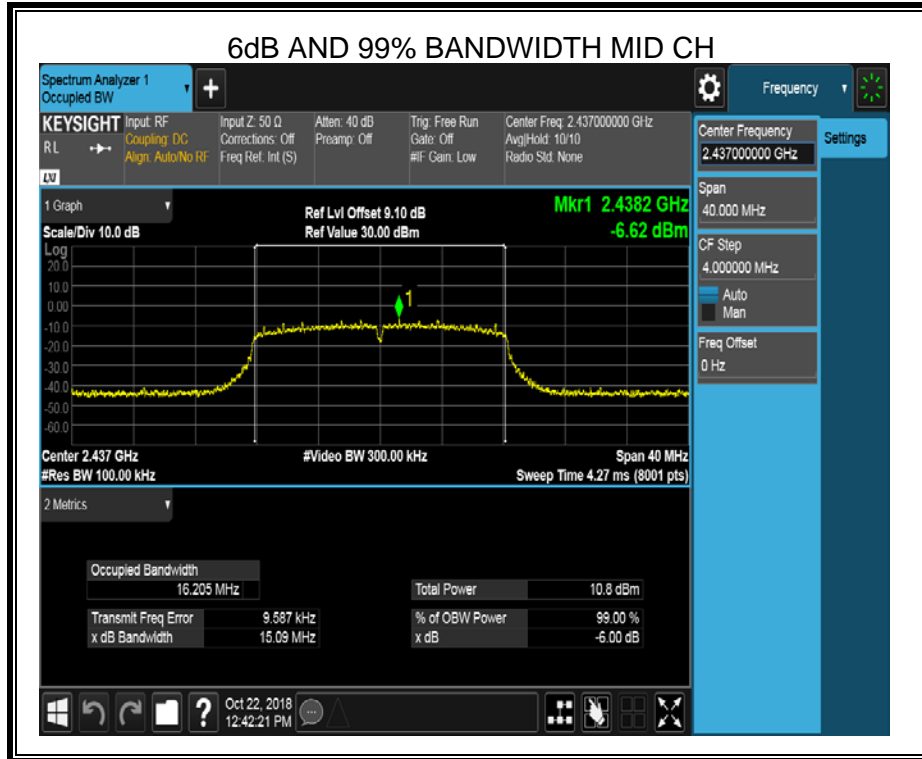 6dB AND 99% BANDWIDTH MID CH
Spectrum Analyzer 1
Occupied BW
+
Frequency
KEYSIGHT
RL
LV
Input: RF
Coupling: DC
Align: Auto/No RF
Input Z: 50 Ω
Corrections: Off
Freq Ref: Int (S)
Atten: 40 dB
Preamp: Off
Trig: Free Run
Gate: Off
#IF Gain: Low
Center Freq: 2.437000000 GHz
Avg|Hold: 10/10
Radio Std: None
Center Frequency
2.437000000 GHz
Settings
Span
40.000 MHz
CF Step
4.000000 MHz
Auto
Man
Freq Offset
0 Hz
1 Graph
Scale/Div 10.0 dB
Ref Lvl Offset 9.10 dB
Ref Value 30.00 dBm
Mkr1 2.4382 GHz
-6.62 dBm
Log
20.0
10.0
0.00
-10.0
-20.0
-30.0
-40.0
-50.0
-60.0
1
Center 2.437 GHz
#Video BW 300.00 kHz
Span 40 MHz
#Res BW 100.00 kHz
Sweep Time 4.27 ms (8001 pts)
2 Metrics
Occupied Bandwidth
16.205 MHz
Total Power 10.8 dBm
Transmit Freq Error 9.587 kHz
% of OBW Power 99.00 %
x dB Bandwidth 15.09 MHz
x dB -6.00 dB
?
Oct 22, 2018
12:42:21 PM